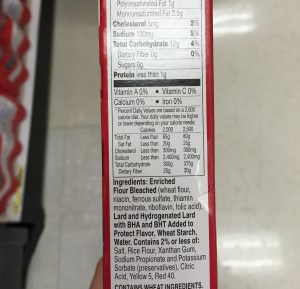 Polyunsaturated Fat 1g
Monounsaturated Fat 2.5g
Cholesterol 5mg 2%
Sodium 130mg 5%
Total Carbohydrate 12g 4%
Dietary Fiber 0g 0%
Sugars 0g
Protein less than 1g
Vitamin A 0% • Vitamin C 0%
Calcium 0% • Iron 0%
* Percent Daily Values are based on a 2,000
calorie diet. Your daily values may be higher
or lower depending on your calorie needs:
Calories 2,000 2,500
Total Fat Less than 65g 80g
Sat Fat Less than 20g 25g
Cholesterol Less than 300mg 300mg
Sodium Less than 2,400mg 2,400mg
Total Carbohydrate 300g 375g
Dietary Fiber 25g 30g
Ingredients: Enriched
Flour Bleached (wheat flour,
niacin, ferrous sulfate, thiamin
mononitrate, riboflavin, folic acid),
Lard and Hydrogenated Lard
with BHA and BHT Added to
Protect Flavor, Wheat Starch,
Water. Contains 2% or less of:
Salt, Rice Flour, Xanthan Gum,
Sodium Propionate and Potassium
Sorbate (preservatives), Citric
Acid, Yellow 5, Red 40.
CONTAINS WHEAT INGREDIENTS.